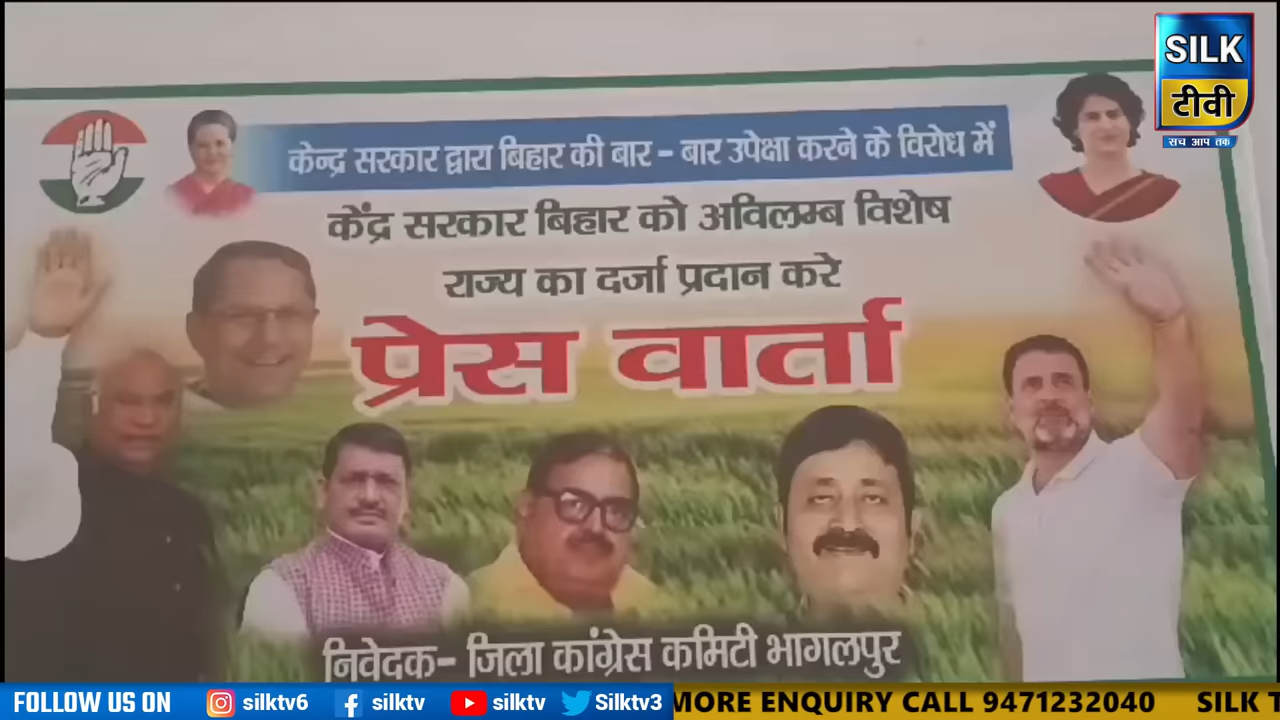 SILK
टीवी
सच आप तक
केन्द्र सरकार द्वारा बिहार की बार - बार उपेक्षा करने के विरोध में
केंद्र सरकार बिहार को अविलम्ब विशेष
राज्य का दर्जा प्रदान करे
प्रेस वार्ता
निवेदक- जिला कांग्रेस कमिटी भागलपुर
FOLLOW US ON silktv6 silktv silktv Silktv3 MORE ENQUIRY CALL 9471232040 SILK T